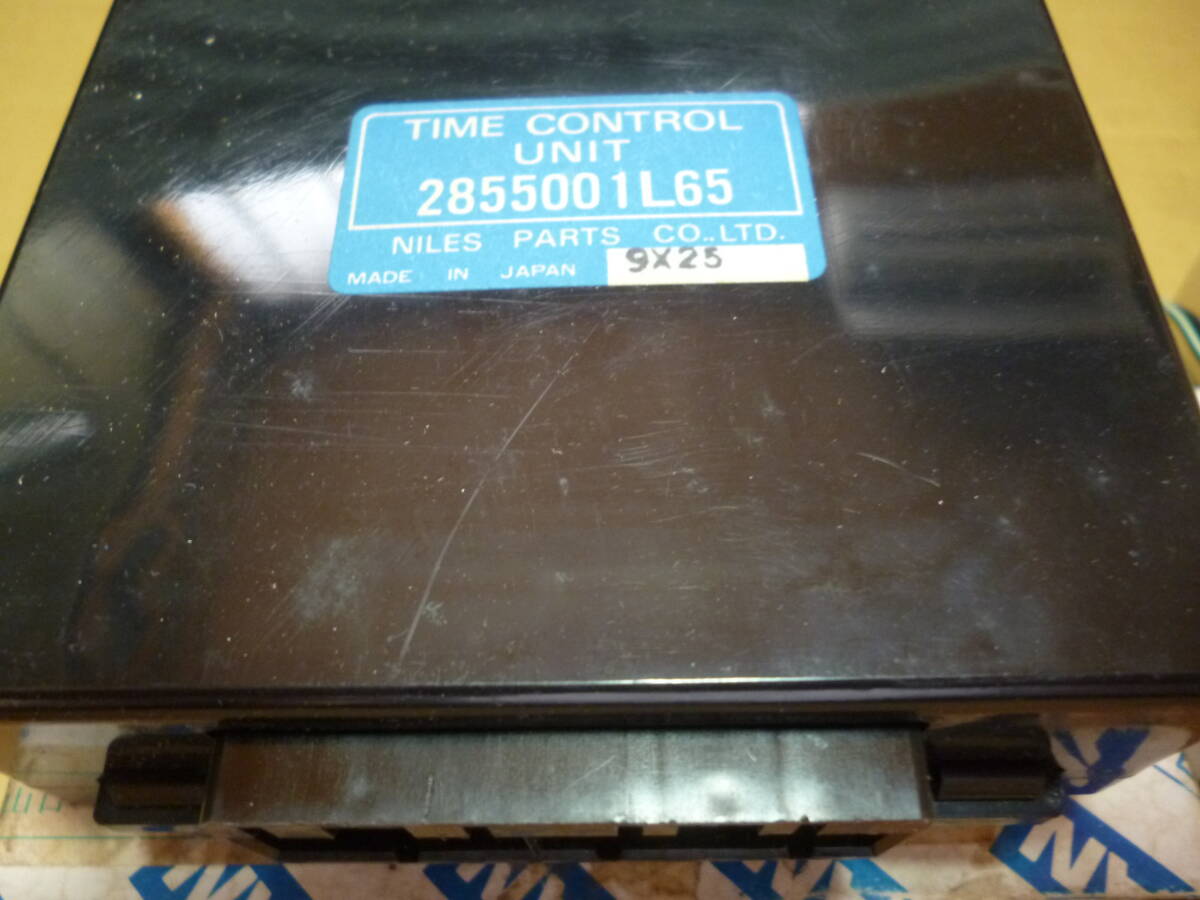 TIME CONTROL
UNIT
2855001L65
NILES PARTS CO.,LTD.
MADE IN JAPAN 9X25